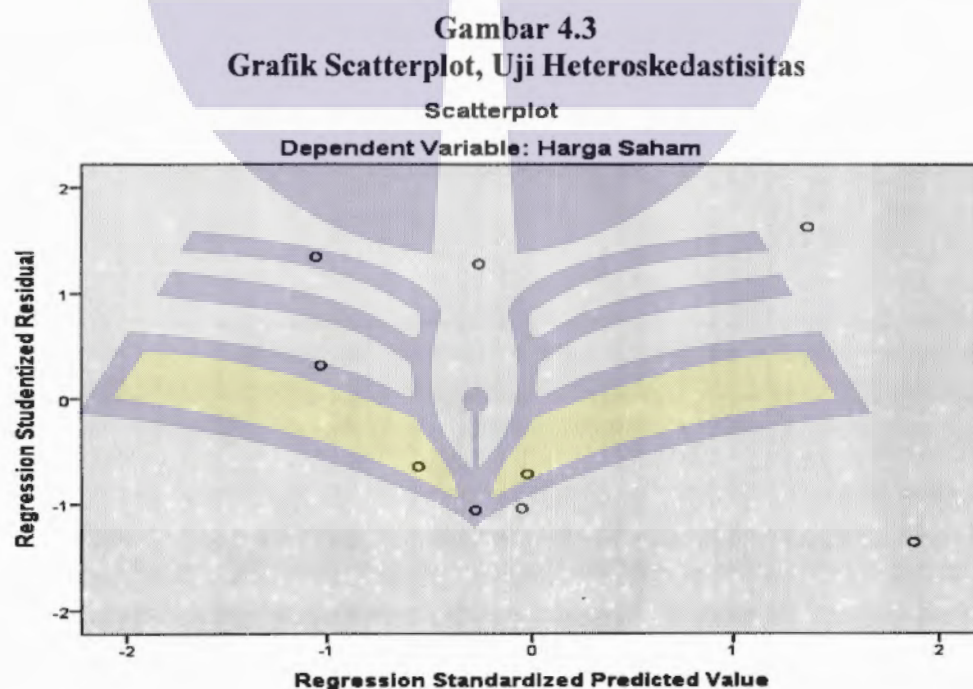 Gambar 4.3
Grafik Scatterplot, Uji Heteroskedastisitas
Scatterplot
Dependent Variable: Harga Saham
Regression Studentized Residual
2
1
0
-1
-2
-2
-1
0
1
2
Regression Standardized Predicted Value